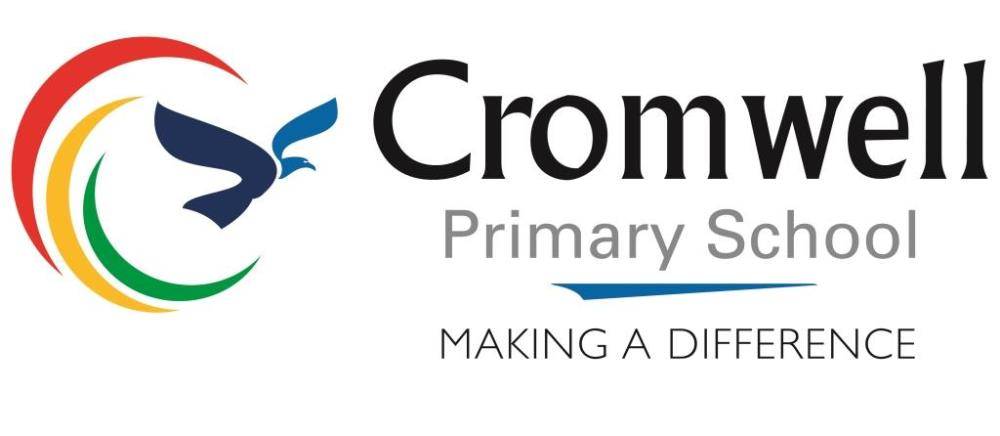 Cromwell
Primary School
MAKING A DIFFERENCE